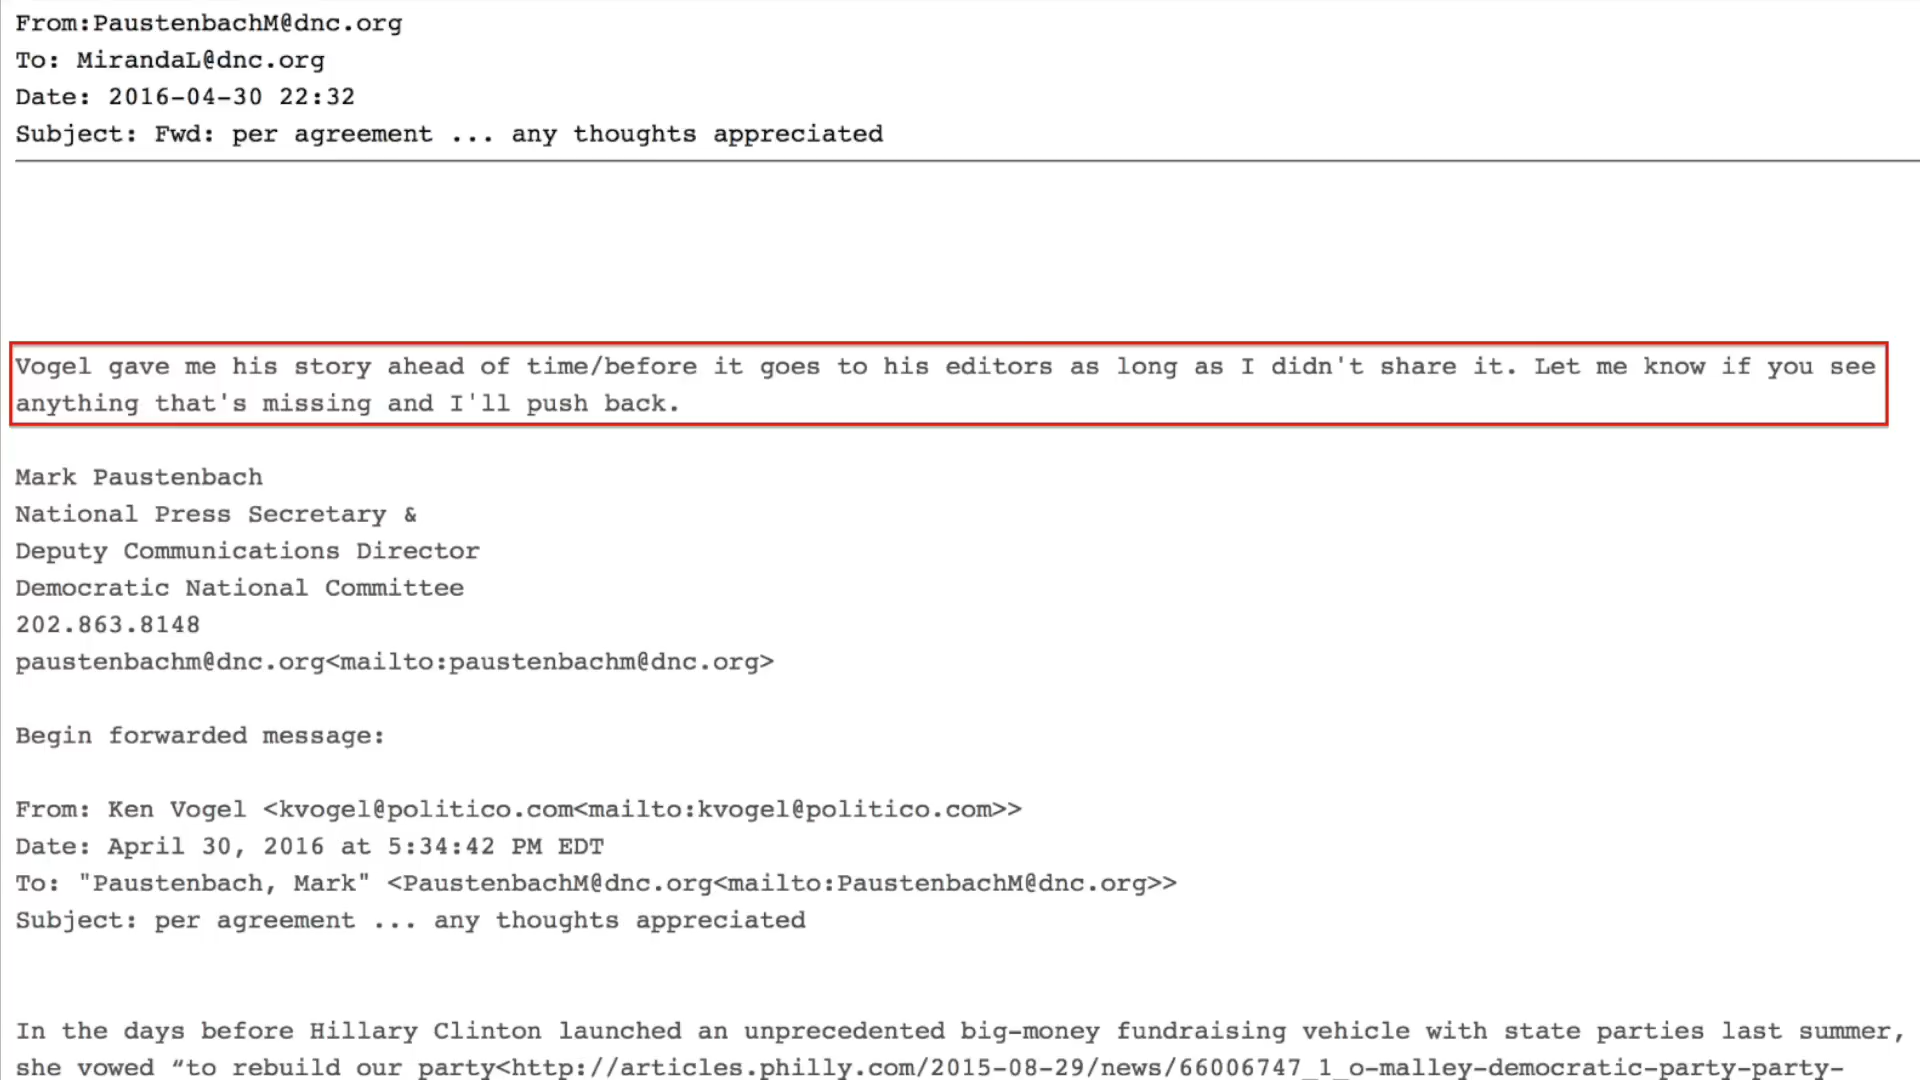 From:PaustenbachM@dnc.org
To: MirandaL@dnc.org
Date: 2016-04-30 22:32
Subject: Fwd: per agreement ... any thoughts appreciated
Vogel gave me his story ahead of time/before it goes to his editors as long as I didn't share it. Let me know if you see
anything that's missing and I'll push back.
Mark Paustenbach
National Press Secretary &
Deputy Communications Director
Democratic National Committee
202.863.8148
paustenbachm@dnc.org<mailto:paustenbachm@dnc.org>
Begin forwarded message:
From: Ken Vogel <kvogel@politico.com<mailto:kvogel@politico.com>>
Date: April 30, 2016 at 5:34:42 PM EDT
To: "Paustenbach, Mark" <PaustenbachM@dnc.org<mailto:PaustenbachM@dnc.org>>
Subject: per agreement ... any thoughts appreciated
In the days before Hillary Clinton launched an unprecedented big-money fundraising vehicle with state parties last summer,
she vowed “to rebuild our party<http://articles.philly.com/2015-08-29/news/66006747_1_o-malley-democratic-party-party-